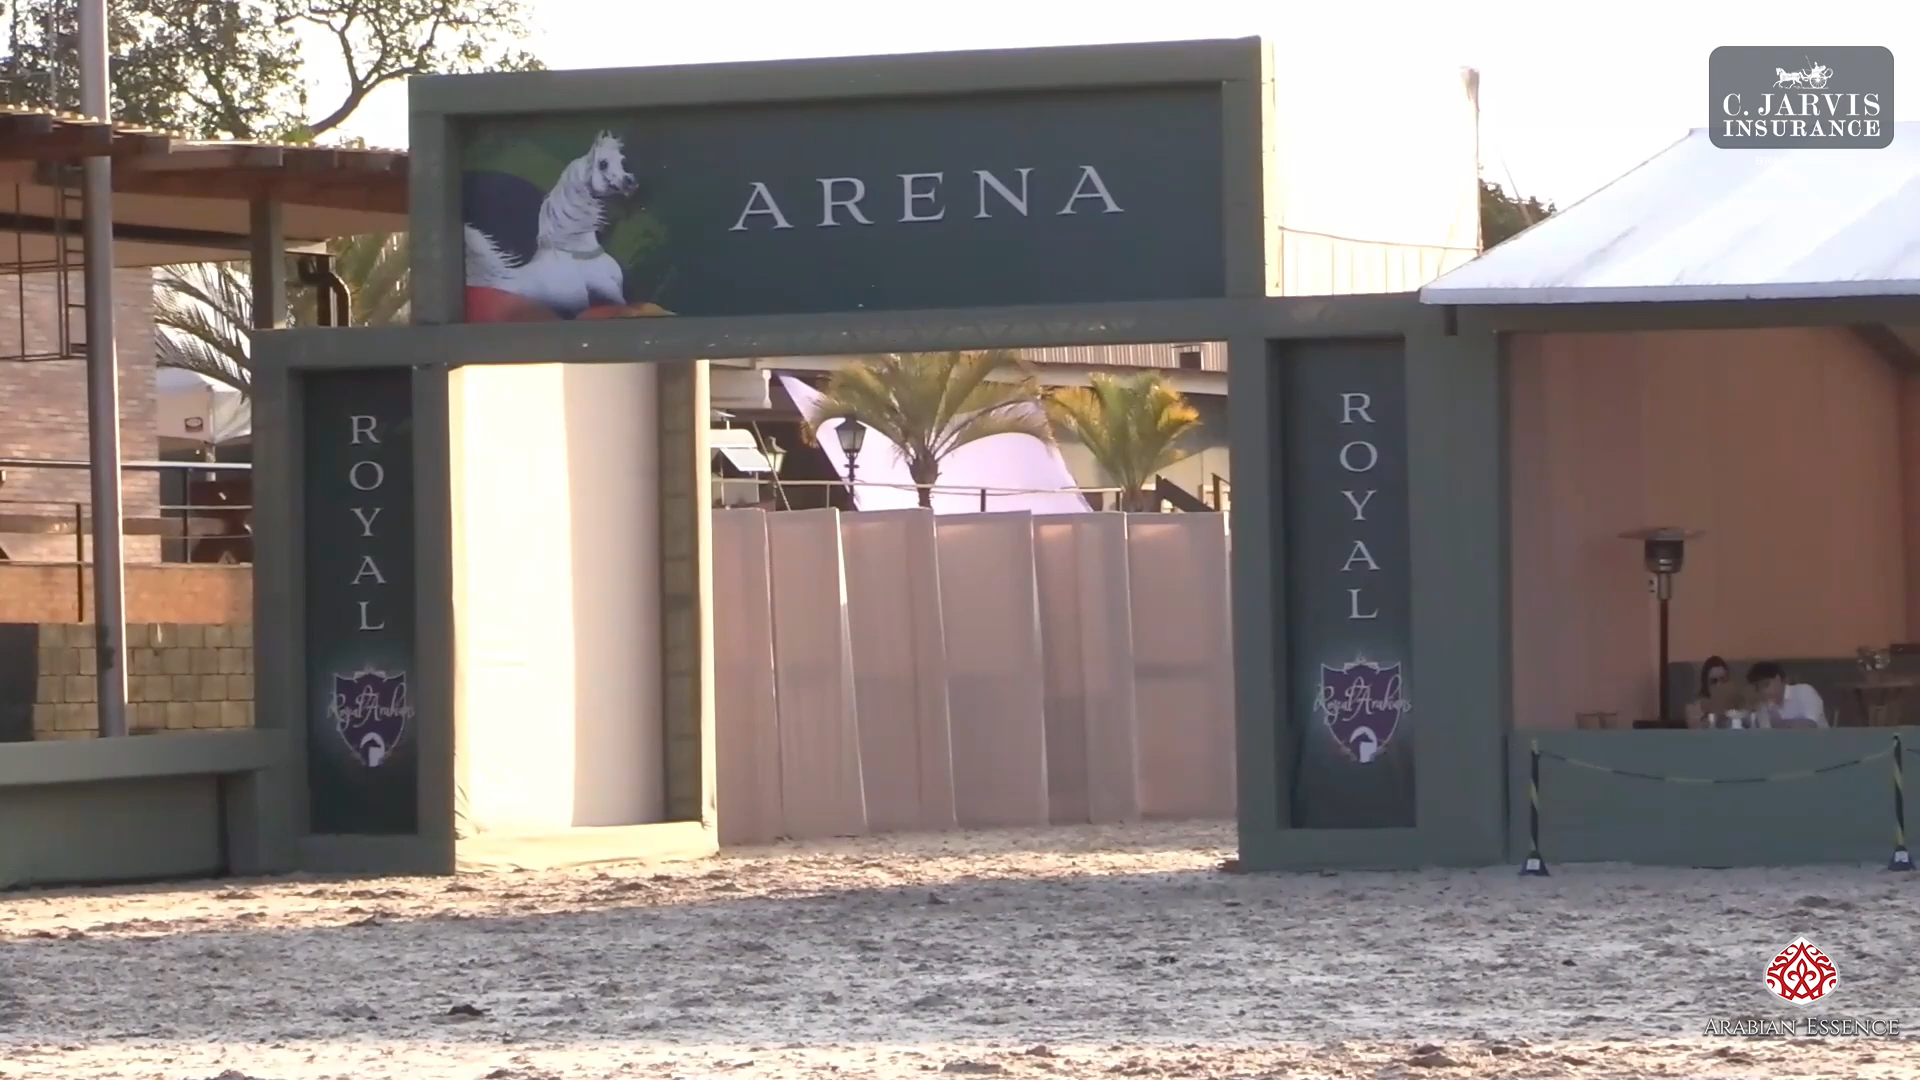 C. JARVIS
INSURANCE
ARENA
ROYAL
ROYAL
Royal Arabians
Royal Arabians
ARABIAN ESSENCE